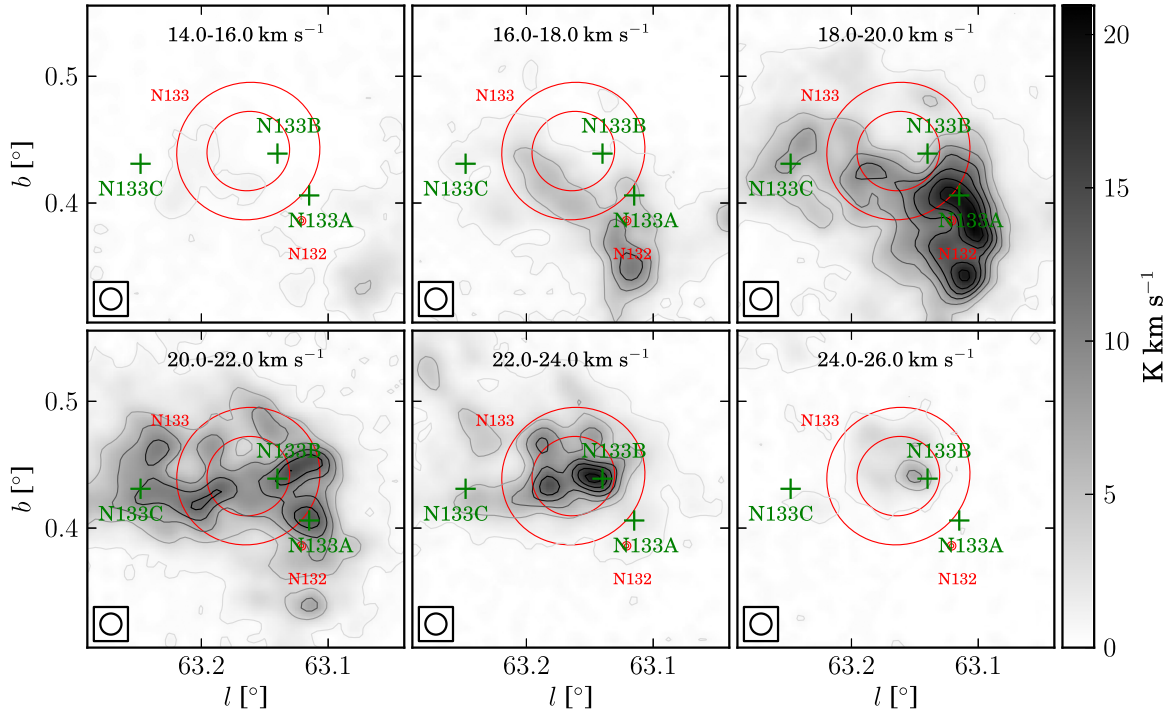 14.0-16.0 km s⁻¹
N133
N133B
N133C
N133A
N132
16.0-18.0 km s⁻¹
N133
N133B
N133C
N133A
N132
18.0-20.0 km s⁻¹
N133
N133B
N133C
N133A
N132
0.5
0.4
b [°]
20.0-22.0 km s⁻¹
N133
N133B
N133C
N133A
N132
22.0-24.0 km s⁻¹
N133
N133B
N133C
N133A
N132
24.0-26.0 km s⁻¹
N133
N133B
N133C
N133A
N132
0.5
0.4
b [°]
63.2 63.1
l [°]
63.2 63.1
l [°]
63.2 63.1
l [°]
20
15
10
5
0
K km s⁻¹